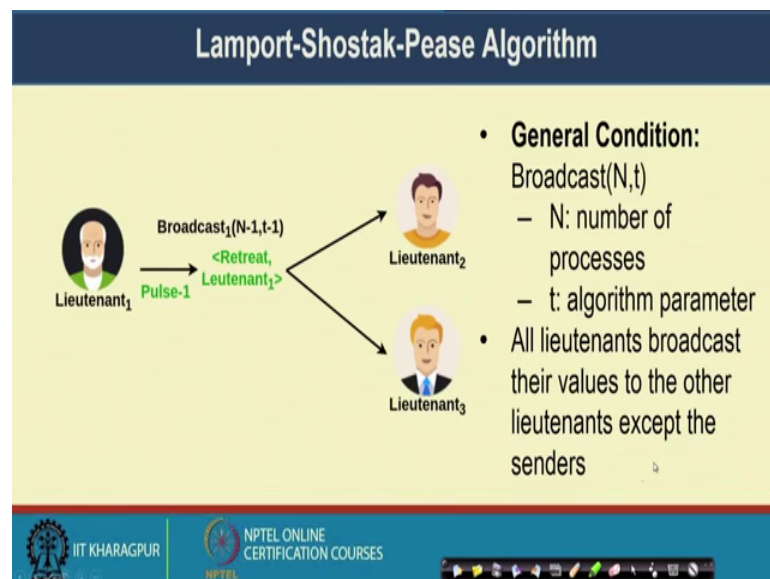 Lamport-Shostak-Pease Algorithm
Broadcast₁(N-1,t-1)
<Retreat,
Leutenant₁>
Pulse-1
Lieutenant₁
Lieutenant₂
Lieutenant₃
• General Condition:
Broadcast(N,t)
– N: number of
processes
– t: algorithm parameter
• All lieutenants broadcast
their values to the other
lieutenants except the
senders
IIT KHARAGPUR
NPTEL
NPTEL ONLINE
CERTIFICATION COURSES